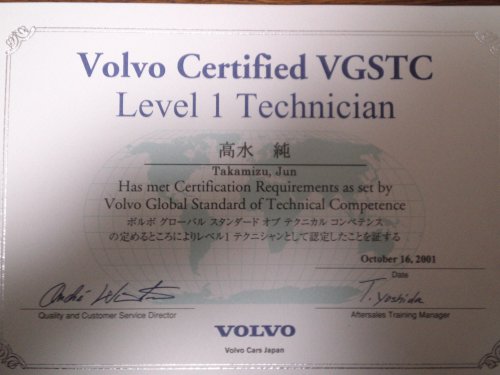 Volvo Certified VGSTC
Level 1 Technician
高水 純
Takamizu, Jun
Has met Certification Requirements as set by
Volvo Global Standard of Technical Competence
ボルボ グローバル スタンダード オブ テクニカル コンペテンス
の定めるところによりレベル1 テクニシャンとして認定したことを証する
October 16, 2001
Date
T. Yoshida
Quality and Customer Service Director
Aftersales Training Manager
VOLVO
Volvo Cars Japan